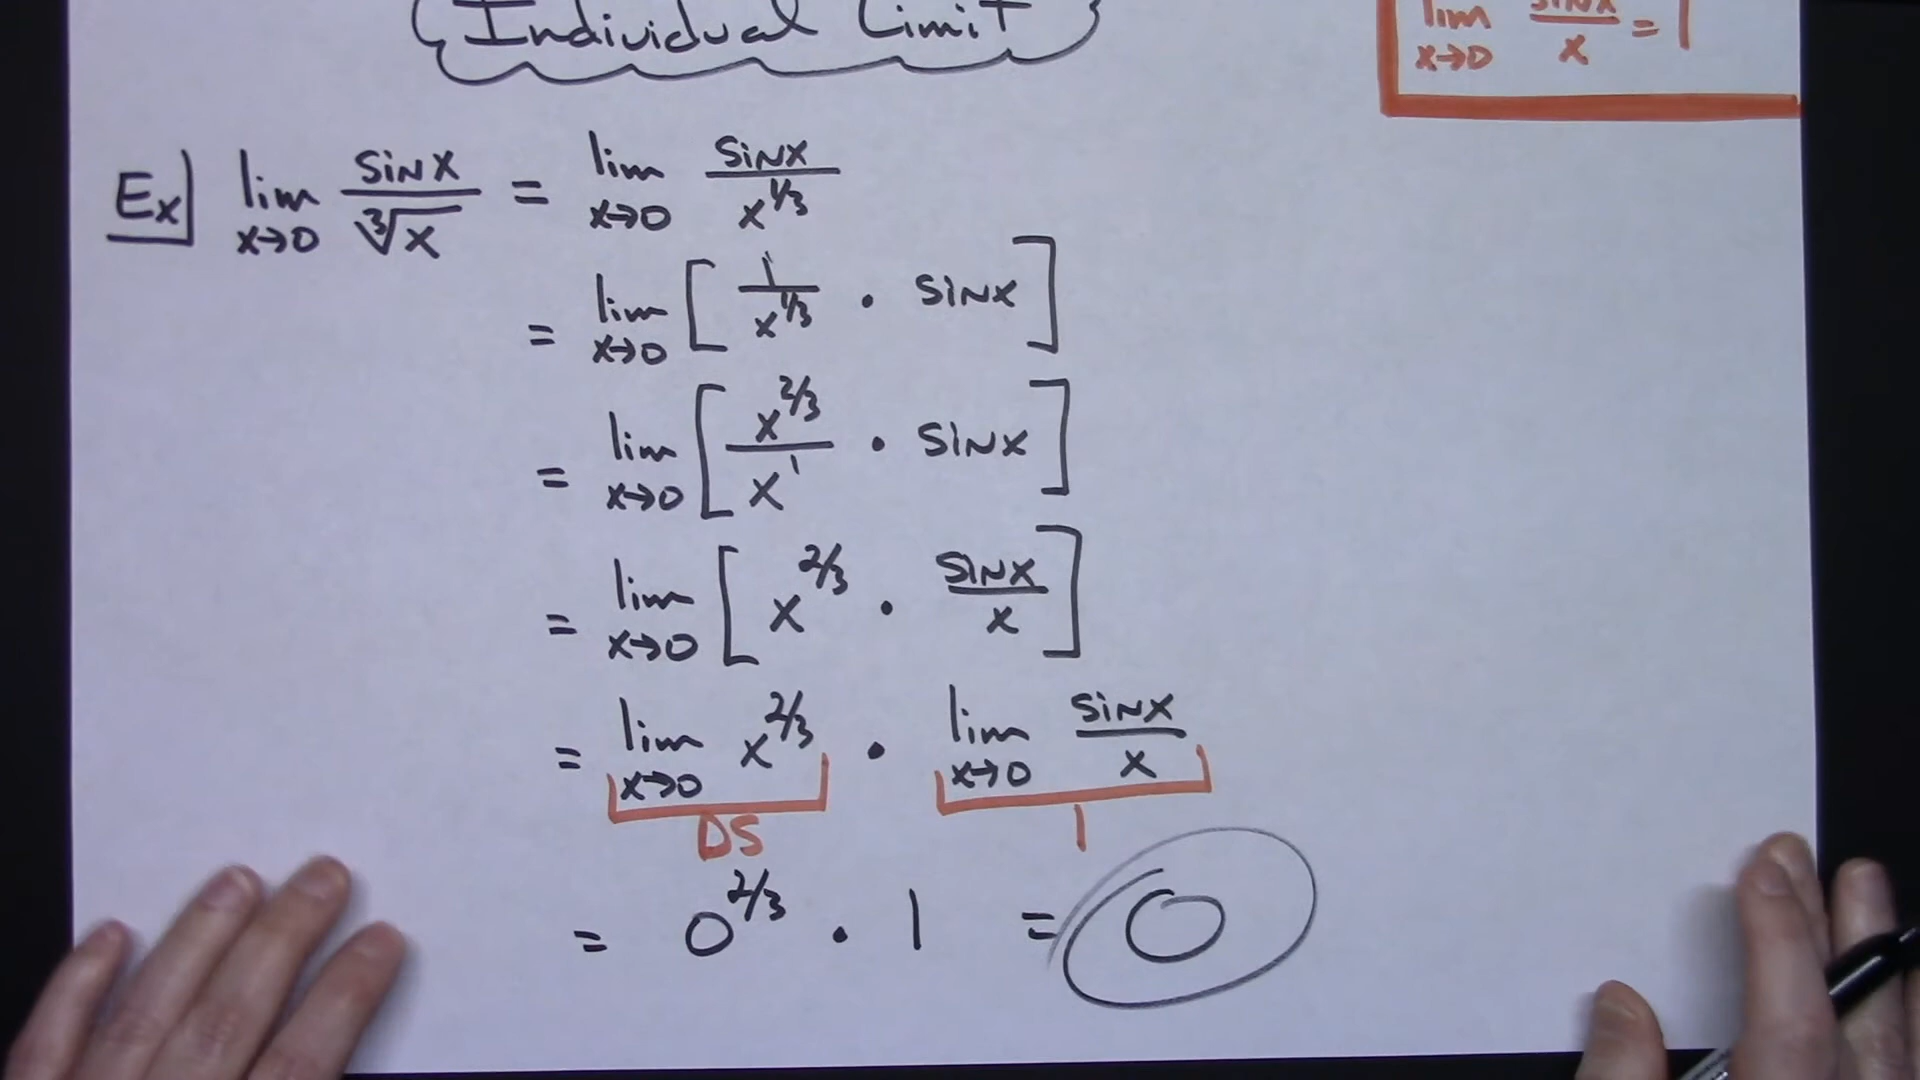 Individual Limit
lim x→0 sinx/x = 1
Ex] lim x→0 sinx/∛x = lim x→0 sinx/x^1/3
= lim x→0 [1/x^1/3 · sinx]
= lim x→0 [x^2/3/x^1 · sinx]
= lim x→0 [x^2/3 · sinx/x]
= lim x→0 x^2/3 · lim x→0 sinx/x
DS 1
= 0^2/3 · 1 = 0